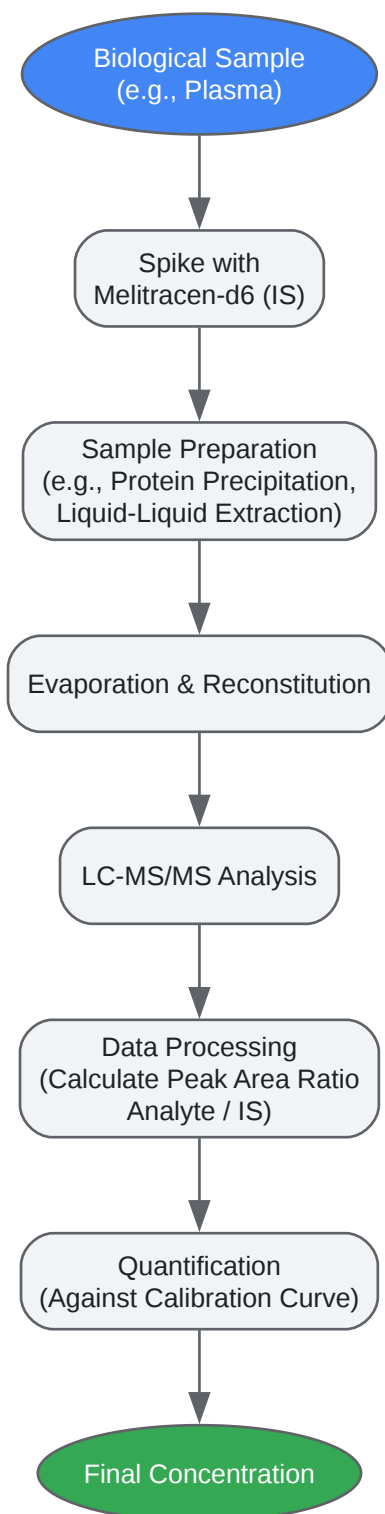 Biological Sample
(e.g., Plasma)
Spike with
Melitracen-d6 (IS)
Sample Preparation
(e.g., Protein Precipitation,
Liquid-Liquid Extraction)
Evaporation & Reconstitution
LC-MS/MS Analysis
Data Processing
(Calculate Peak Area Ratio
Analyte / IS)
Quantification
(Against Calibration Curve)
Final Concentration